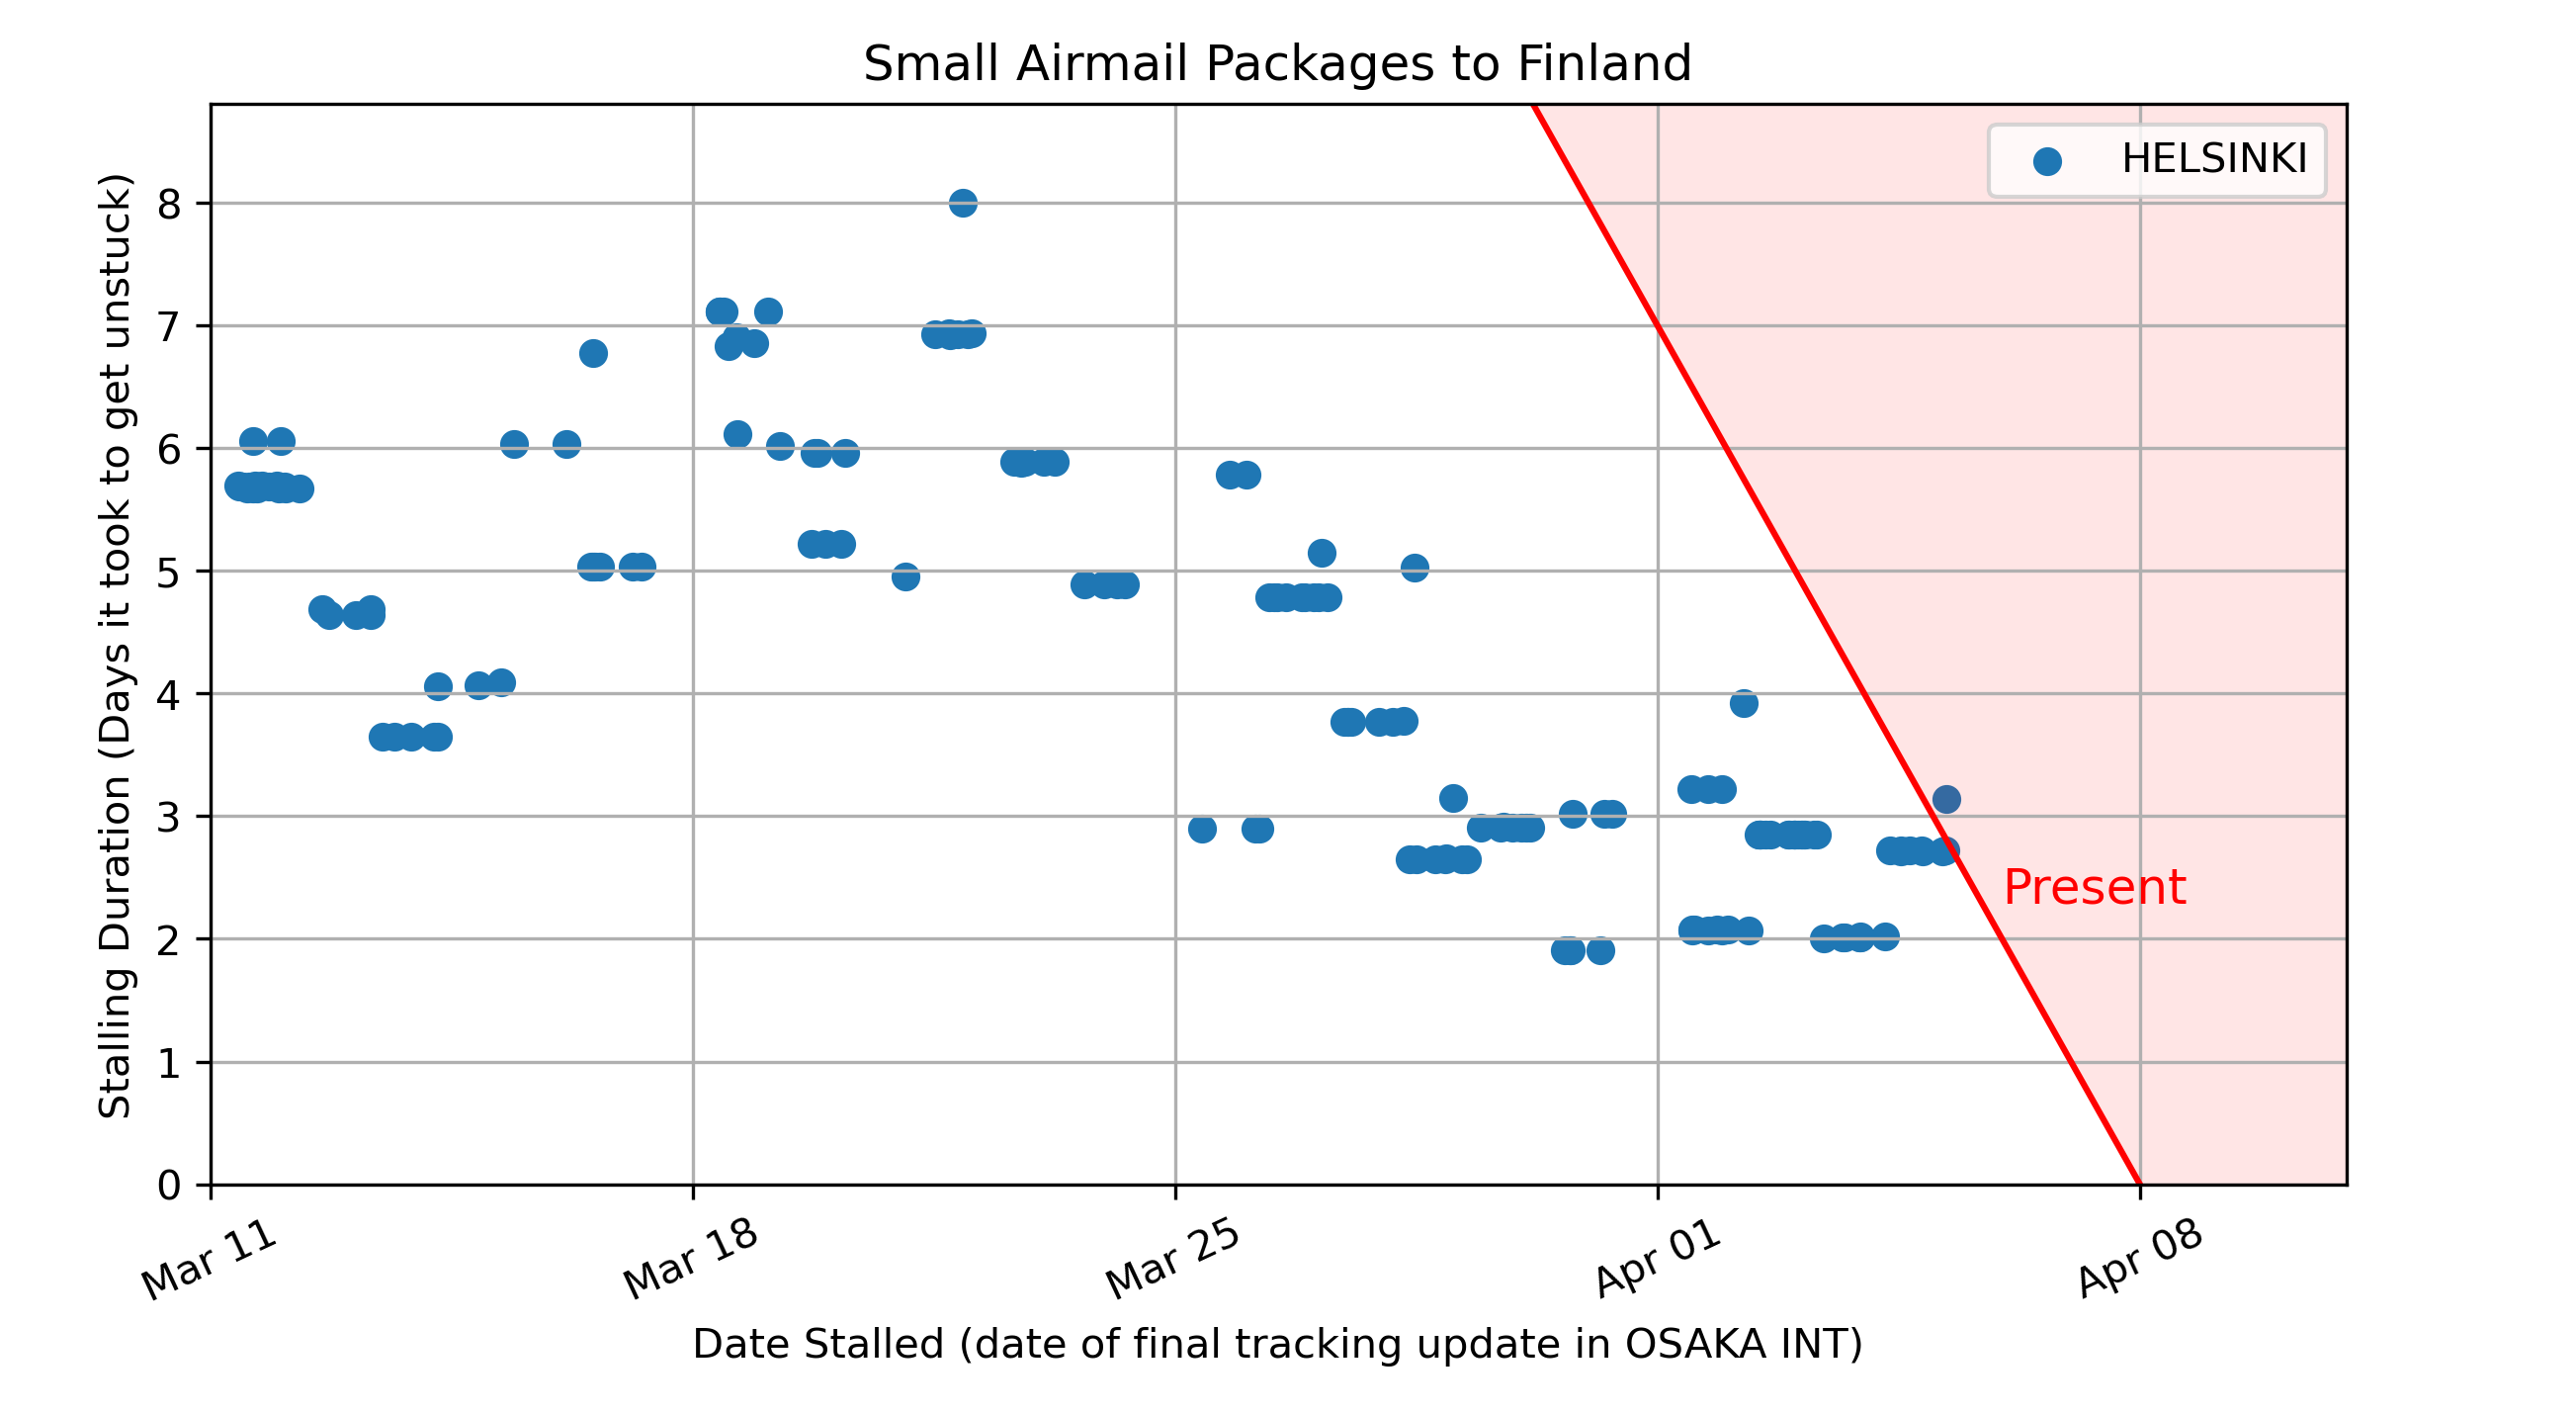 Small Airmail Packages to Finland
HELSINKI
Stalling Duration (Days it took to get unstuck)
8
7
6
5
4
3
2
1
0
Present
Mar 11
Mar 18
Mar 25
Apr 01
Apr 08
Date Stalled (date of final tracking update in OSAKA INT)